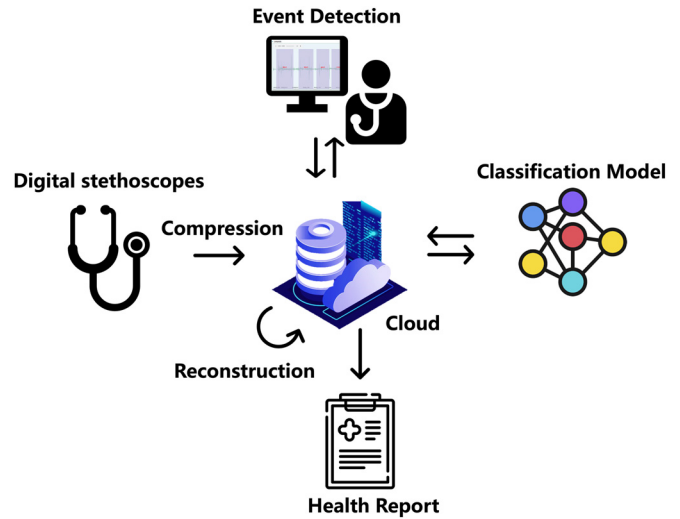 Event Detection
Digital stethoscopes
Classification Model
Compression
Cloud
Reconstruction
Health Report